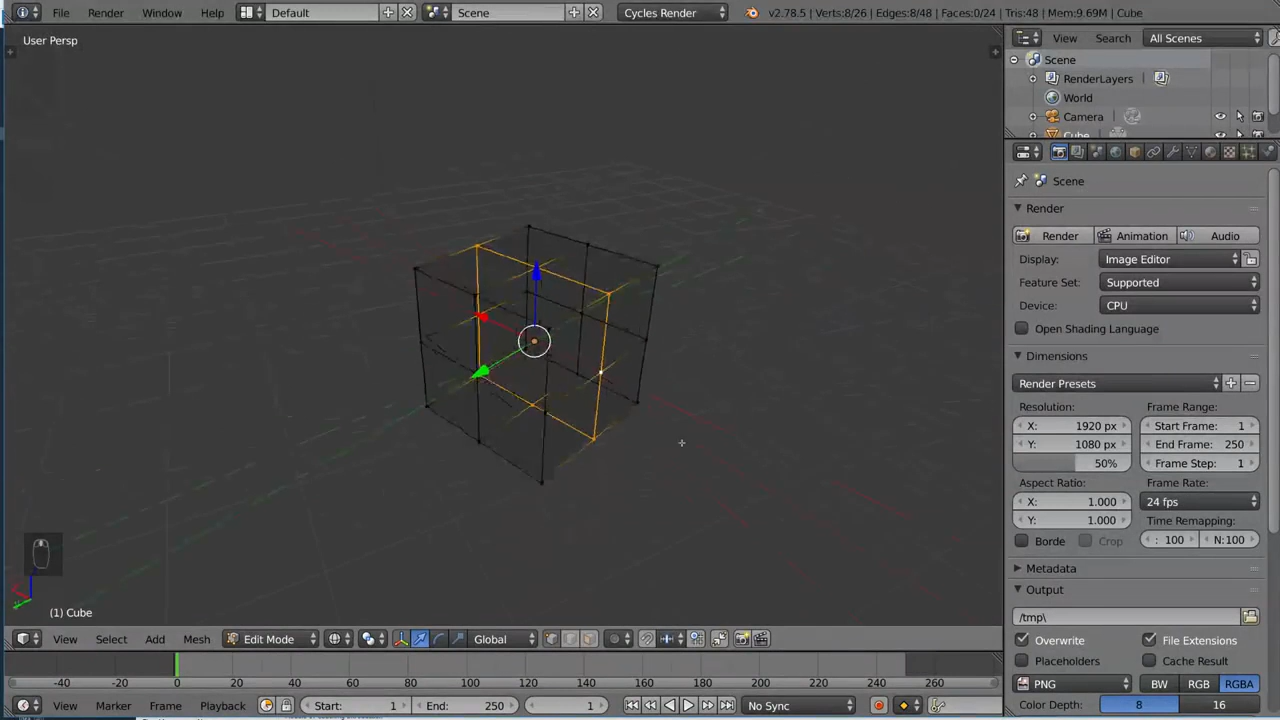 File Render Window Help Default Scene Cycles Render v2.78.5 | Verts:8/26 | Edges:8/48 | Faces:0/24 | Tris:48 | Mem:9.69M | Cube
User Persp
View Search All Scenes
Scene
RenderLayers |
World
Camera |
Cube |
Scene
Render
Render Animation Audio
Display: Image Editor
Feature Set: Supported
Device: CPU
Open Shading Language
Dimensions
Render Presets
Resolution: Frame Range:
X: 1920 px Start Frame: 1
Y: 1080 px End Frame: 250
50% Frame Step: 1
Aspect Ratio: Frame Rate:
X: 1.000 24 fps
Y: 1.000 Time Remapping:
Borde Crop : 100 N:100
Metadata
Output
/tmp\
Overwrite File Extensions
Placeholders Cache Result
PNG BW RGB RGBA
Color Depth: 8 16
(1) Cube
View Select Add Mesh Edit Mode Global
-40 -20 0 20 40 60 80 100 120 140 160 180 200 220 240 260
View Marker Frame Playback Start: 1 End: 250 1 No Sync